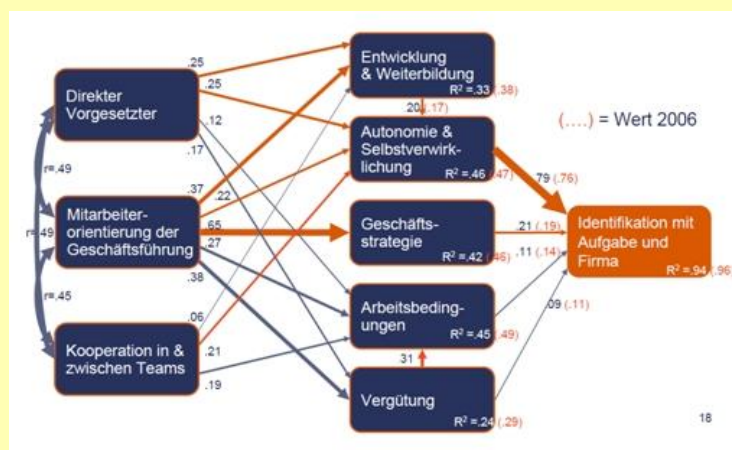 .25
.25
.12
.17
Direkter
Vorgesetzter
r=.49
r=.49
r=.45
.37
.22
.65
.27
.38
Mitarbeiter-
orientierung der
Geschäftsführung
.06
.21
.19
Kooperation in &
zwischen Teams
Entwicklung
& Weiterbildung
R² =.33 (.38)
.20 (.17)
Autonomie &
Selbstverwirk-
lichung
R² =.46 (.47)
Geschäfts-
strategie
R² =.42 (.46)
Arbeitsbeding-
ungen
R² =.45 (.49)
.31
Vergütung
R² =.24 (.29)
(....) = Wert 2006
.79 (.76)
.21 (.19)
.11 (.14)
.09 (.11)
Identifikation mit
Aufgabe und
Firma
R² =.94 (.96)
18